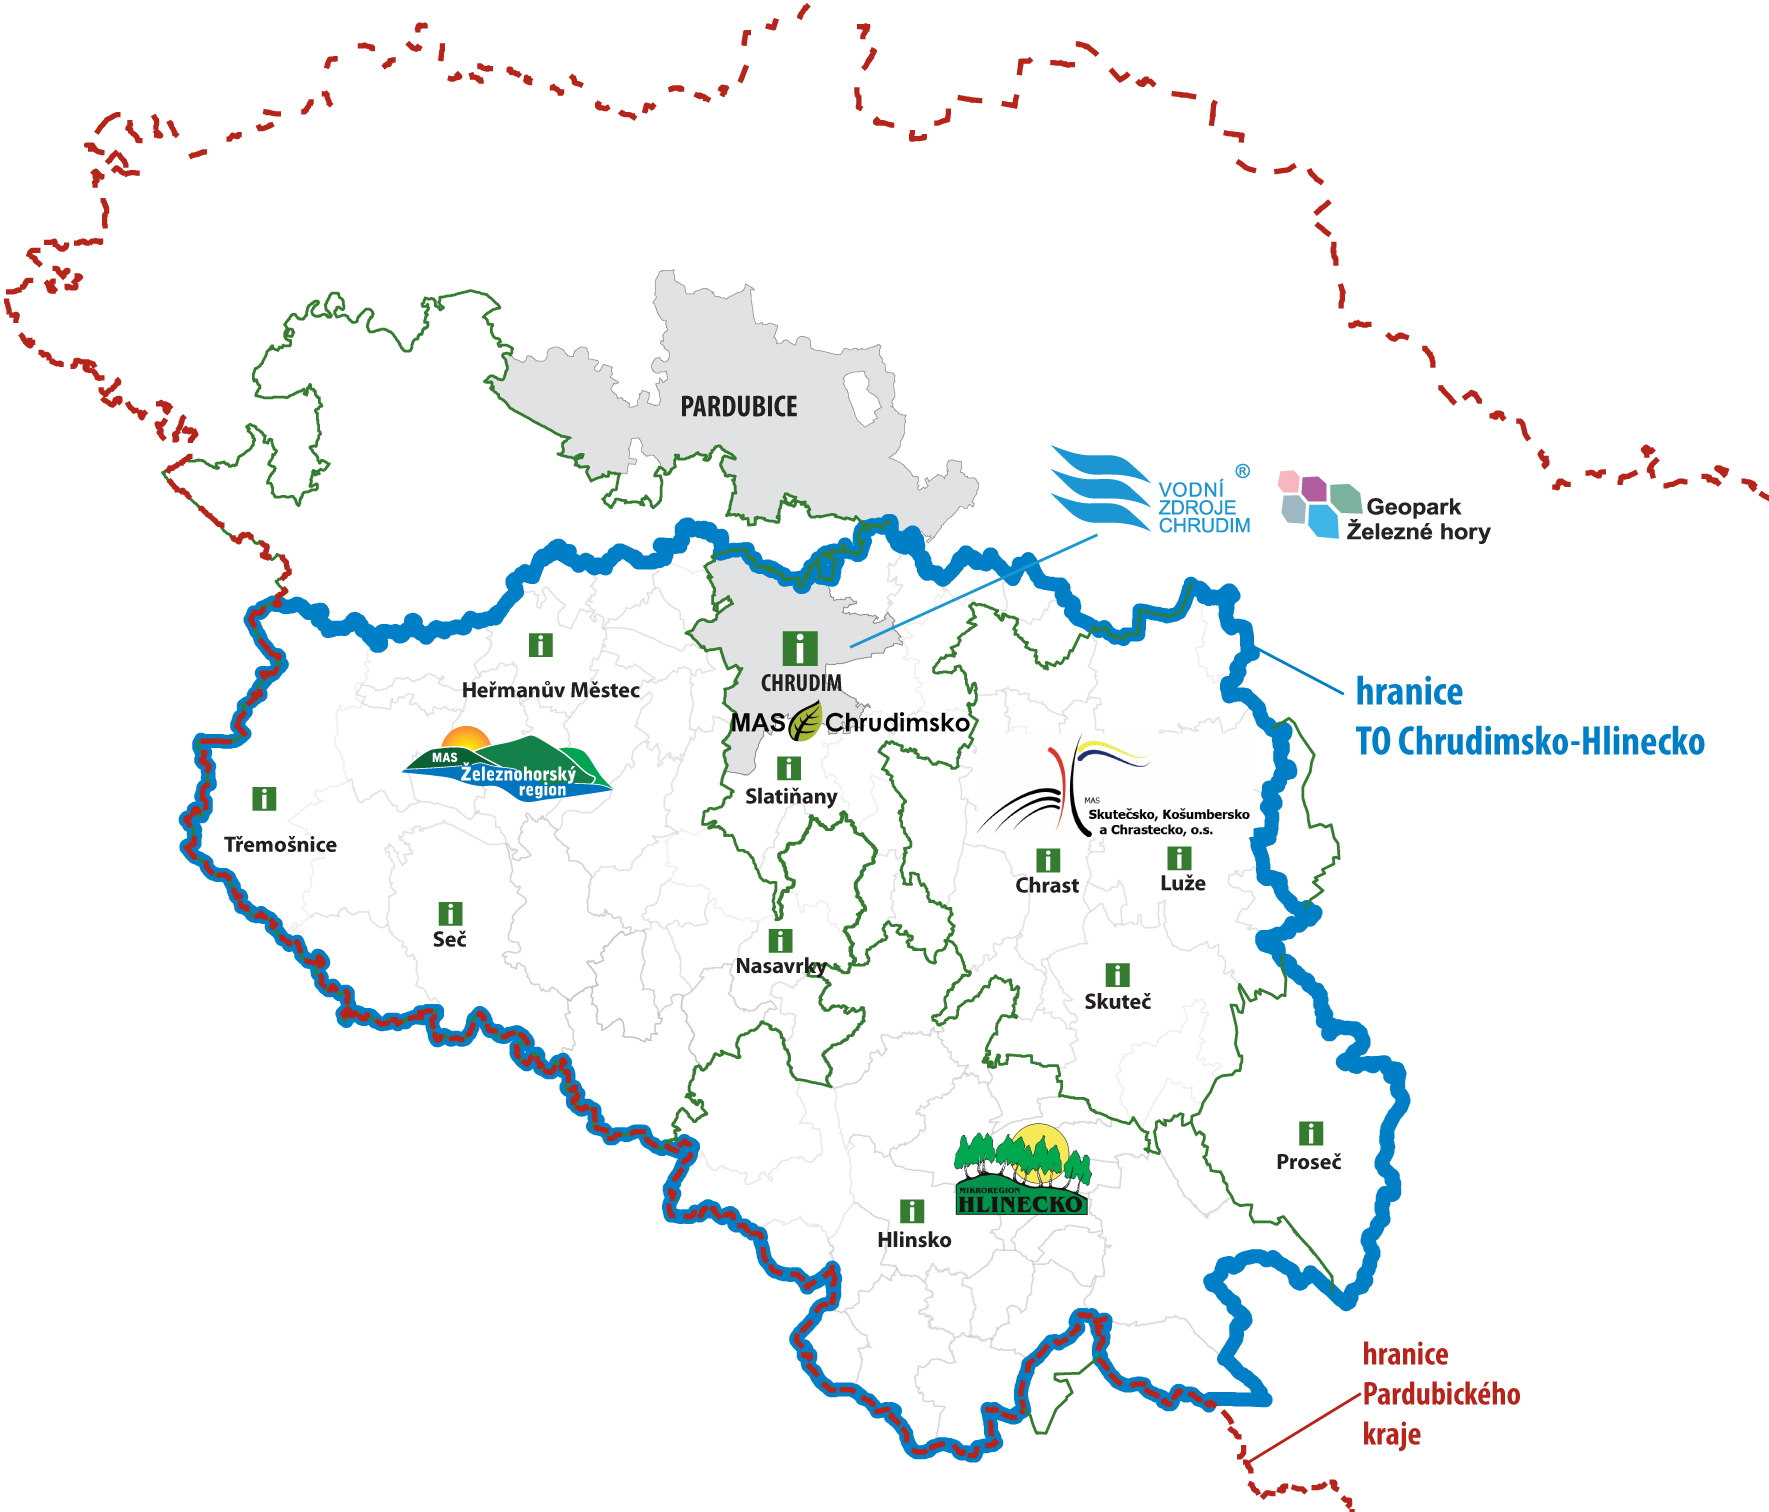 PARDUBICE
VODNÍ
ZDROJE
CHRUDIM
®
Geopark
Železné hory
i
Heřmanův Městec
i
CHRUDIM
MAS Chrudimsko
hranice
TO Chrudimsko-Hlinecko
MAS
Železnohorský
region
i
Slatiňany
MAS
Skutečsko, Košumbersko
a Chrastecko, o.s.
i
Třemošnice
i
Chrast
i
Luže
i
Seč
i
Nasavrky
i
Skuteč
i
Proseč
MIKROREGION
HLINECKO
i
Hlinsko
hranice
Pardubického
kraje